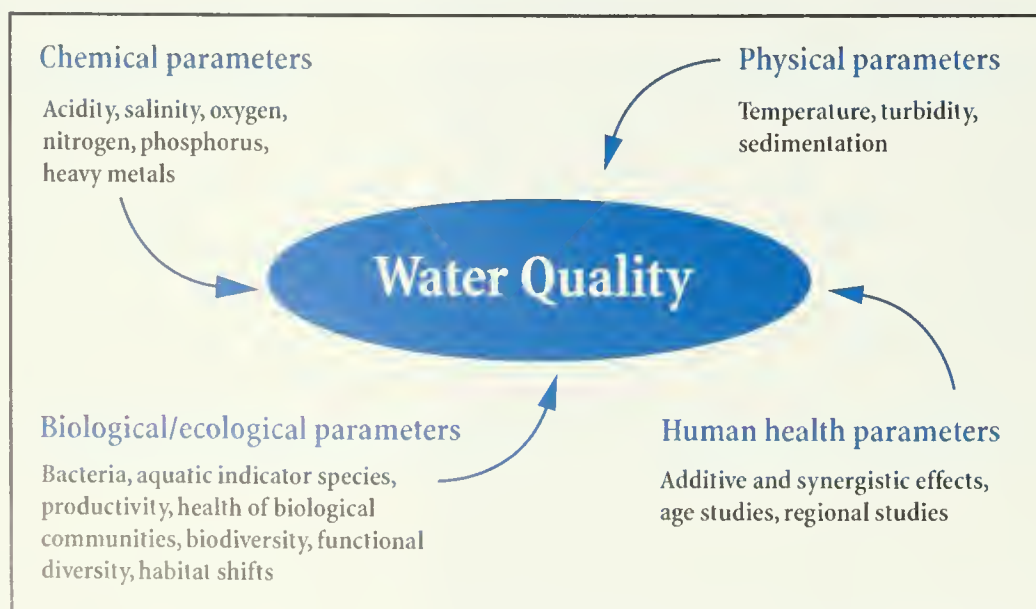 Chemical parameters
Acidity, salinity, oxygen,
nitrogen, phosphorus,
heavy metals
Physical parameters
Temperature, turbidity,
sedimentation
Water Quality
Biological/ecological parameters
Bacteria, aquatic indicator species,
productivity, health of biological
communities, biodiversity, functional
diversity, habitat shifts
Human health parameters
Additive and synergistic effects,
age studies, regional studies